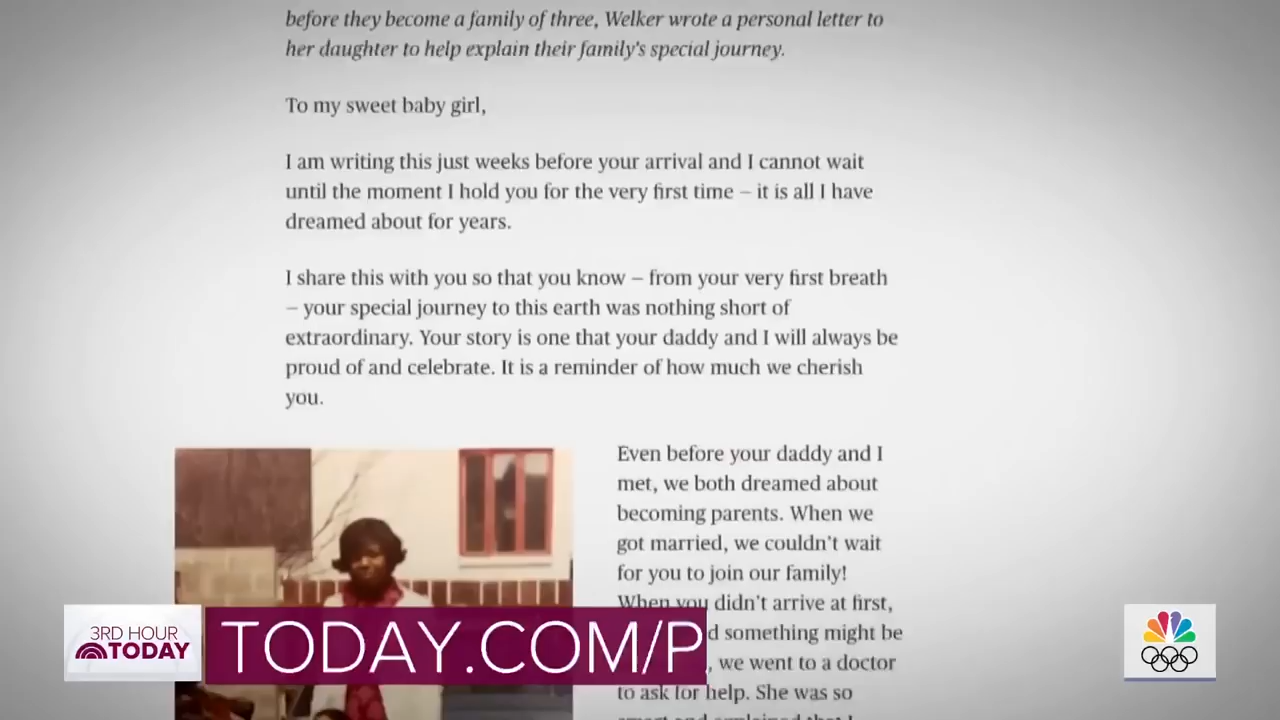 before they become a family of three, Welker wrote a personal letter to
her daughter to help explain their family's special journey.
To my sweet baby girl,
I am writing this just weeks before your arrival and I cannot wait
until the moment I hold you for the very first time – it is all I have
dreamed about for years.
I share this with you so that you know – from your very first breath
– your special journey to this earth was nothing short of
extraordinary. Your story is one that your daddy and I will always be
proud of and celebrate. It is a reminder of how much we cherish
you.
Even before your daddy and I
met, we both dreamed about
becoming parents. When we
got married, we couldn't wait
for you to join our family!
When you didn't arrive at first,
something might be
, we went to a doctor
to ask for help. She was so
3RD HOUR
TODAY
TODAY.COM/P